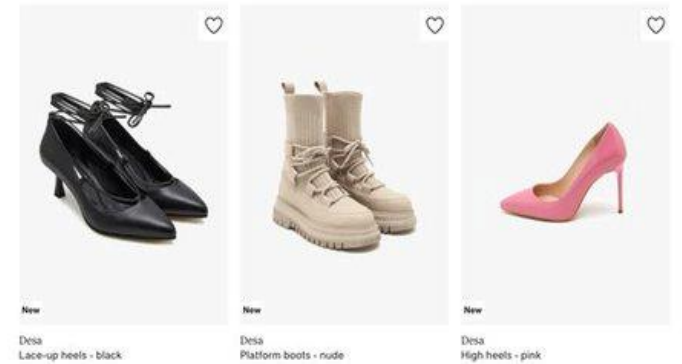 New
Desa
Lace-up heels - black
New
Desa
Platform boots - nude
New
Desa
High heels - pink